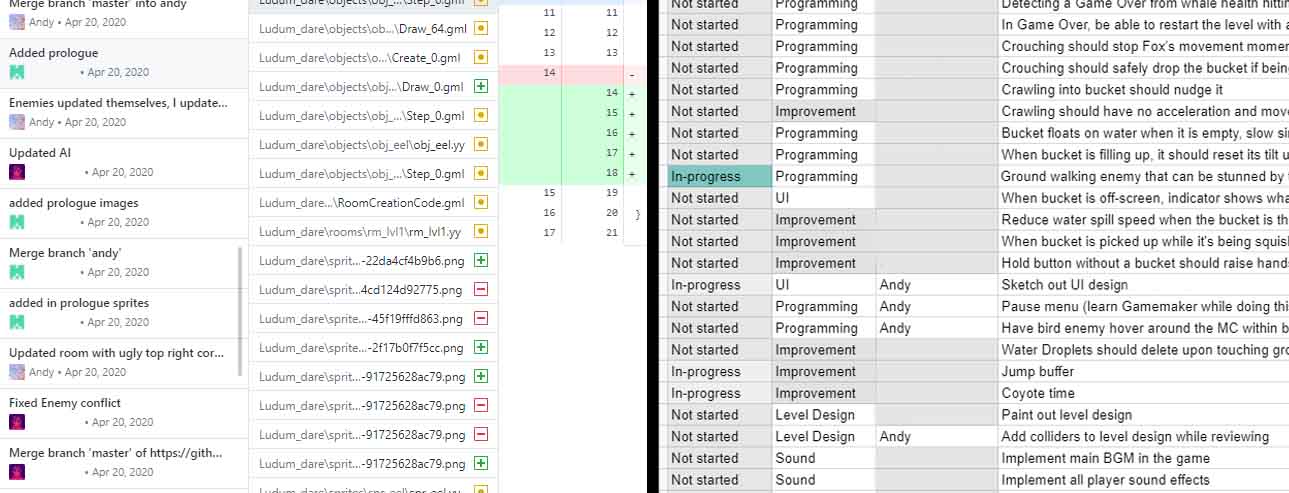 Merge branch 'master' into andy
Andy • Apr 20, 2020
Added prologue
• Apr 20, 2020
Enemies updated themselves, I update...
Andy • Apr 20, 2020
Updated AI
• Apr 20, 2020
added prologue images
• Apr 20, 2020
Merge branch 'andy'
• Apr 20, 2020
added in prologue sprites
• Apr 20, 2020
Updated room with ugly top right cor...
Andy • Apr 20, 2020
Fixed Enemy conflict
• Apr 20, 2020
Merge branch 'master' of https://gith...
• Apr 20, 2020
Ludum_dare\objects\obj_...\Step_0.gml
Ludum_dare\objects\ob...\Draw_64.gml
Ludum_dare\objects\o...\Create_0.gml
Ludum_dare\objects\obj...\Draw_0.gml
Ludum_dare\objects\obj_...\Step_0.gml
Ludum_dare\objects\obj_eel\obj_eel.yy
Ludum_dare\objects\obj_...\Step_0.gml
Ludum_dare...\RoomCreationCode.gml
Ludum_dare\rooms\rm_lvl1\rm_lvl1.yy
Ludum_dare\sprit...-22da4cf4b9b6.png
Ludum_dare\sprit...4cd124d92775.png
Ludum_dare\sprite...-45f19fffd863.png
Ludum_dare\sprite...-2f17b0f7f5cc.png
Ludum_dare\sprit...-91725628ac79.png
Ludum_dare\sprit...-91725628ac79.png
Ludum_dare\sprit...-91725628ac79.png
Ludum_dare\sprit...-91725628ac79.png
Ludum_dare\sprites\spr_eel\spr_eel.yy
11 11
12 12
13 13
14 -
14 +
15 +
16 +
17 +
18 +
15 19
16 20 }
17 21
Not started Programming Detecting a Game Over from whale health hittin
Not started Programming In Game Over, be able to restart the level with a
Not started Programming Crouching should stop Fox's movement momen
Not started Programming Crouching should safely drop the bucket if bein
Not started Programming Crawling into bucket should nudge it
Not started Improvement Crawling should have no acceleration and mov
Not started Programming Bucket floats on water when it is empty, slow si
Not started Programming When bucket is filling up, it should reset its tilt u
In-progress Programming Ground walking enemy that can be stunned by
Not started UI When bucket is off-screen, indicator shows wha
Not started Improvement Reduce water spill speed when the bucket is th
Not started Improvement When bucket is picked up while it's being squis
Not started Improvement Hold button without a bucket should raise hand
In-progress UI Andy Sketch out UI design
Not started Programming Andy Pause menu (learn Gamemaker while doing thi
Not started Programming Andy Have bird enemy hover around the MC within b
Not started Improvement Water Droplets should delete upon touching gro
In-progress Improvement Jump buffer
In-progress Improvement Coyote time
Not started Level Design Paint out level design
Not started Level Design Andy Add colliders to level design while reviewing
Not started Sound Implement main BGM in the game
Not started Sound Implement all player sound effects